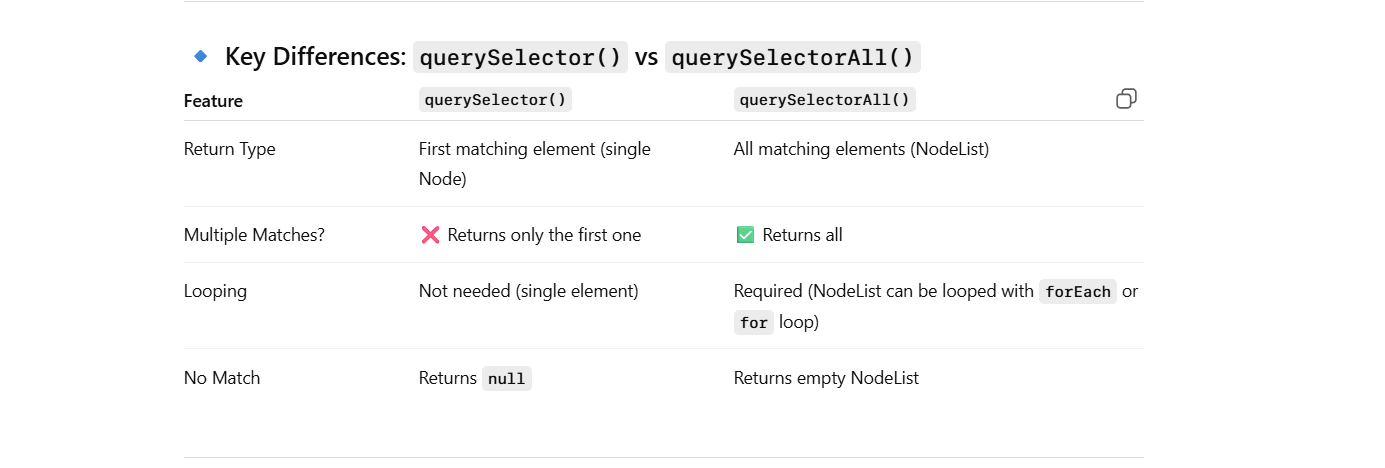 Key Differences: querySelector() vs querySelectorAll()
Feature querySelector() querySelectorAll()
Return Type First matching element (single All matching elements (NodeList)
Node)
Multiple Matches? ❌ Returns only the first one ✅ Returns all
Looping Not needed (single element) Required (NodeList can be looped with forEach or
for loop)
No Match Returns null Returns empty NodeList